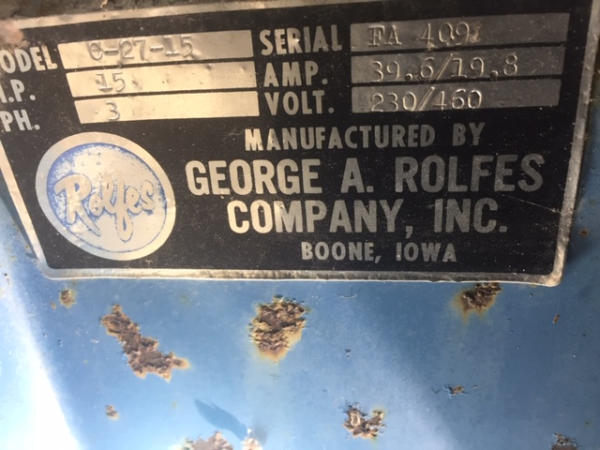 ODEL C-27-15 SERIAL FA 409
.P. 15 AMP. 39.6/19.8
PH. 3 VOLT. 230/460
MANUFACTURED BY
Rolfes
GEORGE A. ROLFES
COMPANY, INC.
BOONE, IOWA